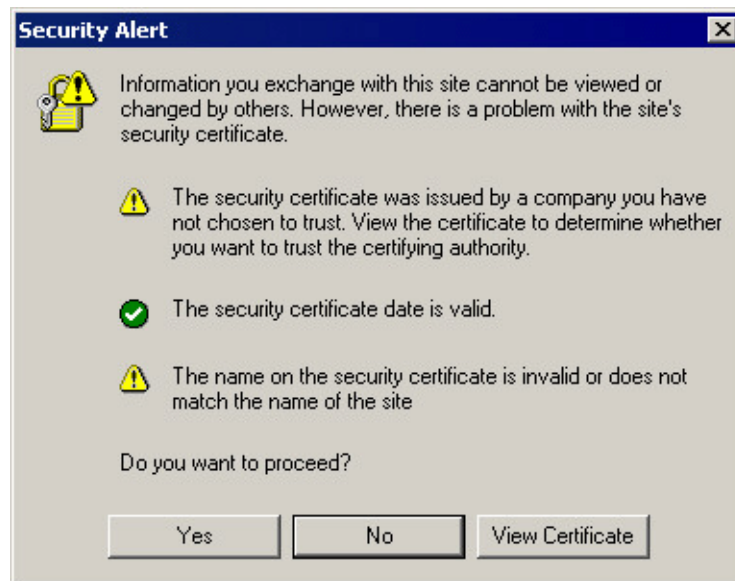 Security Alert
Information you exchange with this site cannot be viewed or
changed by others. However, there is a problem with the site's
security certificate.
The security certificate was issued by a company you have
not chosen to trust. View the certificate to determine whether
you want to trust the certifying authority.
The security certificate date is valid.
The name on the security certificate is invalid or does not
match the name of the site
Do you want to proceed?
Yes
No
View Certificate